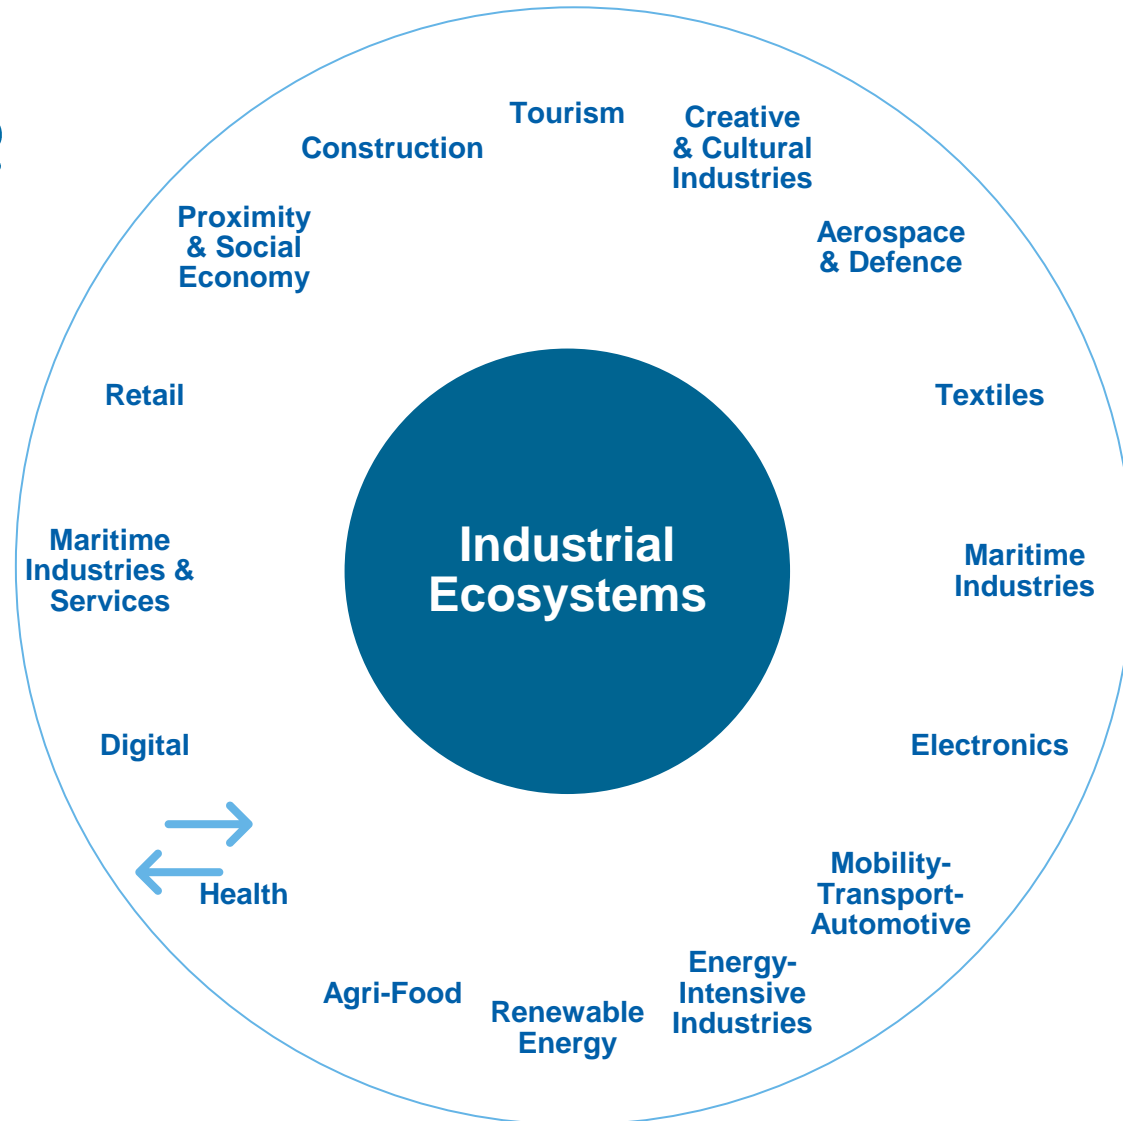 Tourism
Creative
& Cultural
Industries
Construction
Proximity
& Social
Economy
Aerospace
& Defence
Retail
Textiles
Maritime
Industries &
Services
Industrial
Ecosystems
Maritime
Industries
Digital
Electronics
Health
Mobility-
Transport-
Automotive
Agri-Food
Renewable
Energy
Energy-
Intensive
Industries